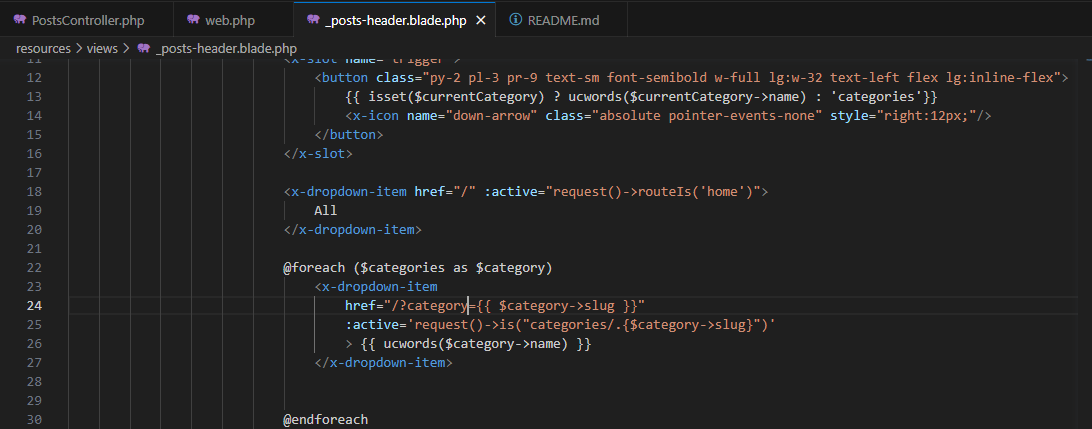 PostsController.php web.php _posts-header.blade.php README.md
resources > views > _posts-header.blade.php
11 <x-slot name="trigger">
12 <button class="py-2 pl-3 pr-9 text-sm font-semibold w-full lg:w-32 text-left flex lg:inline-flex">
13 {{ isset($currentCategory) ? ucwords($currentCategory->name) : 'categories'}}
14 <x-icon name="down-arrow" class="absolute pointer-events-none" style="right:12px;"/>
15 </button>
16 </x-slot>
17
18 <x-dropdown-item href="/" :active="request()->routeIs('home')">
19 All
20 </x-dropdown-item>
21
22 @foreach ($categories as $category)
23 <x-dropdown-item
24 href="/?category={{ $category->slug }}"
25 :active='request()->is("categories/.{$category->slug}")'
26 > {{ ucwords($category->name) }}
27 </x-dropdown-item>
28
29
30 @endforeach